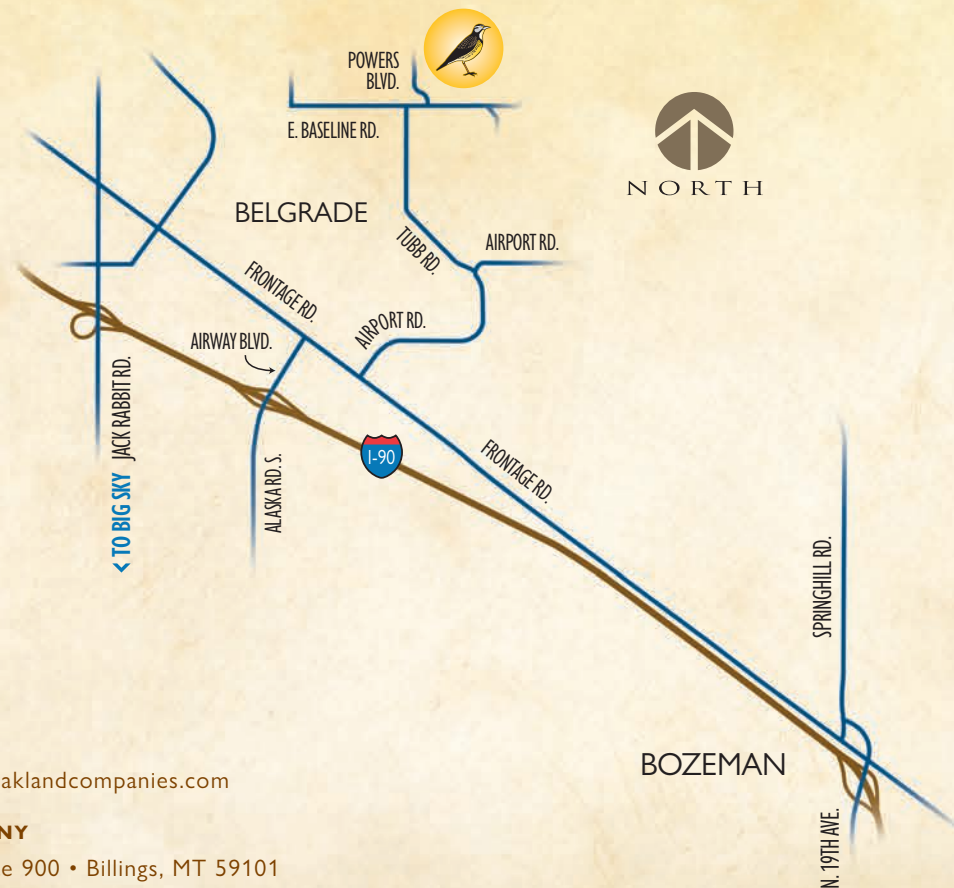 POWERS
BLVD.
E. BASELINE RD.
NORTH
BELGRADE
TUBB RD.
AIRPORT RD.
FRONTAGE RD.
AIRPORT RD.
AIRWAY BLVD.
JACK RABBIT RD.
< TO BIG SKY
ALASKA RD. S.
I-90
FRONTAGE RD.
SPRINGHILL RD.
BOZEMAN
N. 19TH AVE.
aklandcompanies.com
NY
e 900 • Billings, MT 59101